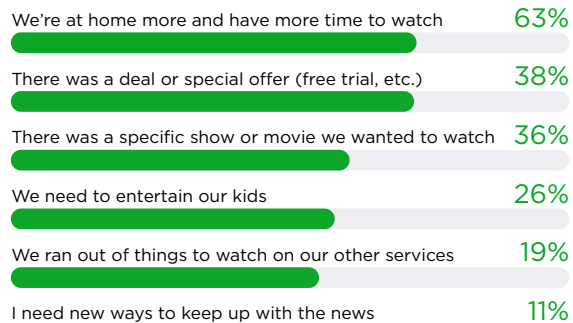 We’re at home more and have more time to watch 63%
There was a deal or special offer (free trial, etc.) 38%
There was a specific show or movie we wanted to watch 36%
We need to entertain our kids 26%
We ran out of things to watch on our other services 19%
I need new ways to keep up with the news 11%